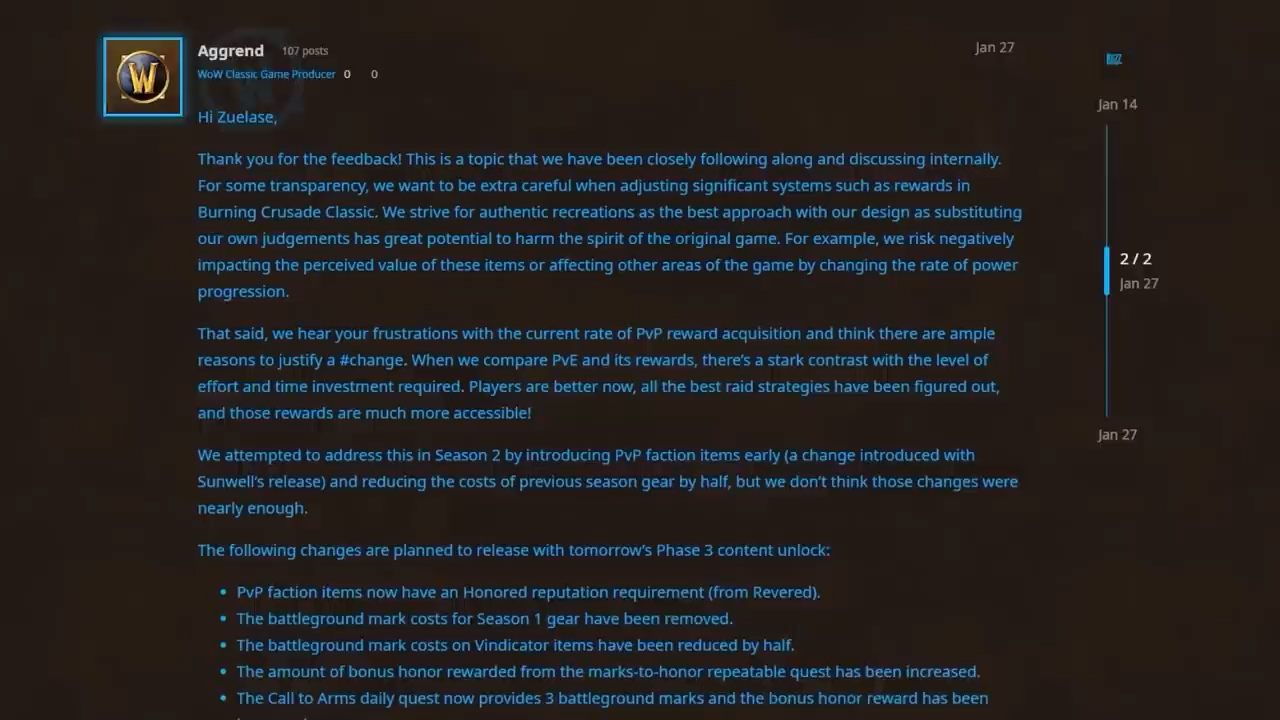 Aggrend 107 posts Jan 27
WoW Classic Game Producer 0 0
Hi Zuelase,
Thank you for the feedback! This is a topic that we have been closely following along and discussing internally.
For some transparency, we want to be extra careful when adjusting significant systems such as rewards in
Burning Crusade Classic. We strive for authentic recreations as the best approach with our design as substituting
our own judgements has great potential to harm the spirit of the original game. For example, we risk negatively
impacting the perceived value of these items or affecting other areas of the game by changing the rate of power
progression.
That said, we hear your frustrations with the current rate of PvP reward acquisition and think there are ample
reasons to justify a #change. When we compare PvE and its rewards, there's a stark contrast with the level of
effort and time investment required. Players are better now, all the best raid strategies have been figured out,
and those rewards are much more accessible!
We attempted to address this in Season 2 by introducing PvP faction items early (a change introduced with
Sunwell's release) and reducing the costs of previous season gear by half, but we don't think those changes were
nearly enough.
The following changes are planned to release with tomorrow's Phase 3 content unlock:
• PvP faction items now have an Honored reputation requirement (from Revered).
• The battleground mark costs for Season 1 gear have been removed.
• The battleground mark costs on Vindicator items have been reduced by half.
• The amount of bonus honor rewarded from the marks-to-honor repeatable quest has been increased.
• The Call to Arms daily quest now provides 3 battleground marks and the bonus honor reward has been
Jan 14
2 / 2
Jan 27
Jan 27